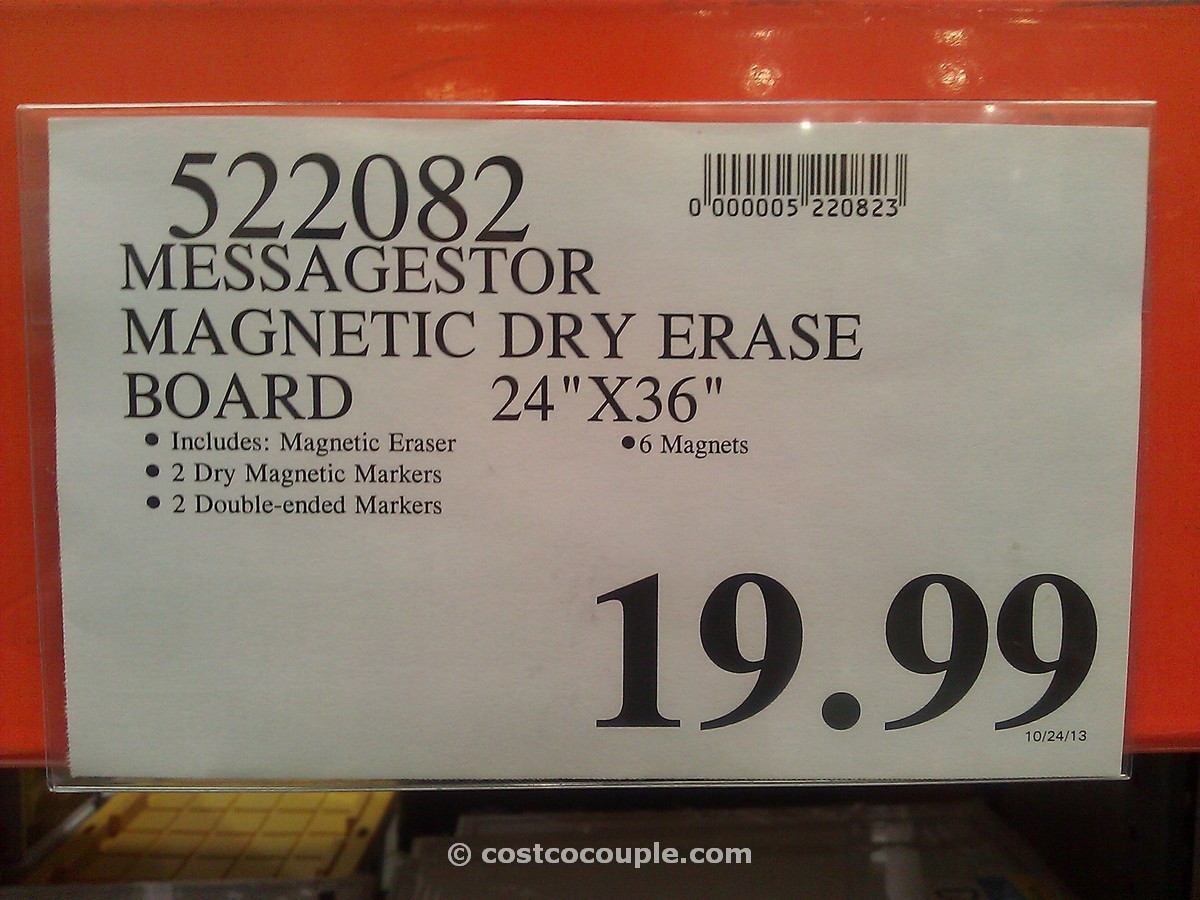 522082
0 000005 220823
MESSAGESTOR
MAGNETIC DRY ERASE
BOARD 24"X36"
• Includes: Magnetic Eraser •6 Magnets
• 2 Dry Magnetic Markers
• 2 Double-ended Markers
19.99
10/24/13
© costcocouple.com